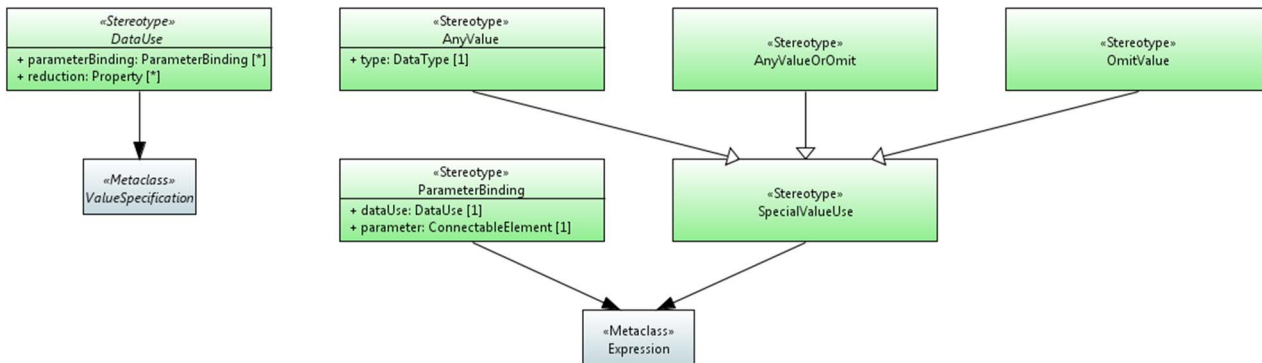 «Stereotype»
DataUse
+ parameterBinding: ParameterBinding [*]
+ reduction: Property [*]
«Stereotype»
AnyValue
+ type: DataType [1]
«Stereotype»
AnyValueOrOmit
«Stereotype»
OmitValue
«Metaclass»
ValueSpecification
«Stereotype»
ParameterBinding
+ dataUse: DataUse [1]
+ parameter: ConnectableElement [1]
«Stereotype»
SpecialValueUse
«Metaclass»
Expression